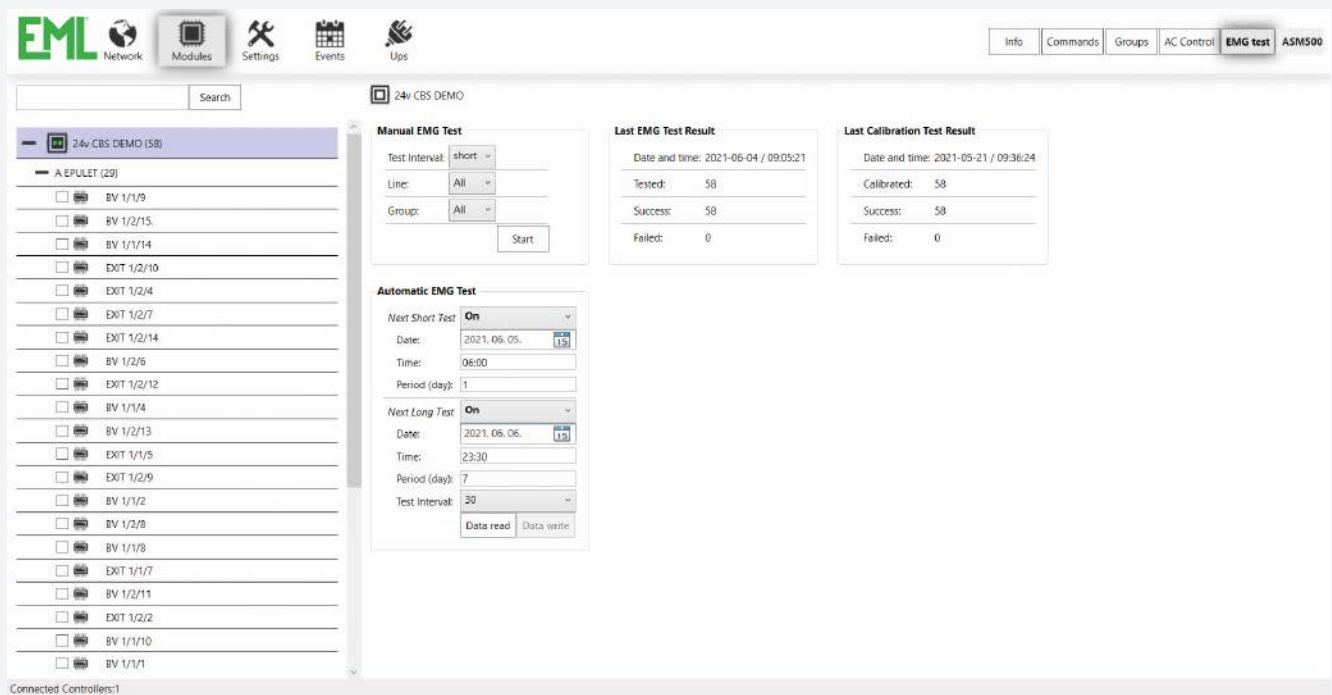 EML
Network
Modules
Settings
Events
Ups
Info
Commands
Groups
AC Control
EMG test
ASM500
Search
24v CBS DEMO (58)
A EPULET (29)
BV 1/1/9
BV 1/2/15.
BV 1/1/14
EXIT 1/2/10
EXIT 1/2/4
EXIT 1/2/7
EXIT 1/2/14
BV 1/2/6
EXIT 1/2/12
BV 1/1/4
BV 1/2/13
EXIT 1/1/5
EXIT 1/2/9
BV 1/1/2
BV 1/2/8
BV 1/1/8
EXIT 1/1/7
BV 1/2/11
EXIT 1/2/2
BV 1/1/10
BV 1/1/1
24v CBS DEMO
Manual EMG Test
Test Interval: short
Line: All
Group: All
Start
Last EMG Test Result
Date and time: 2021-06-04 / 09:05:21
Tested: 58
Success: 58
Failed: 0
Last Calibration Test Result
Date and time: 2021-05-21 / 09:36:24
Calibrated: 58
Success: 58
Failed: 0
Automatic EMG Test
Next Short Test On
Date: 2021. 06. 05. 15
Time: 06:00
Period (day): 1
Next Long Test On
Date: 2021. 06. 06. 15
Time: 23:30
Period (day): 7
Test Interval: 30
Data read Data write
Connected Controllers:1